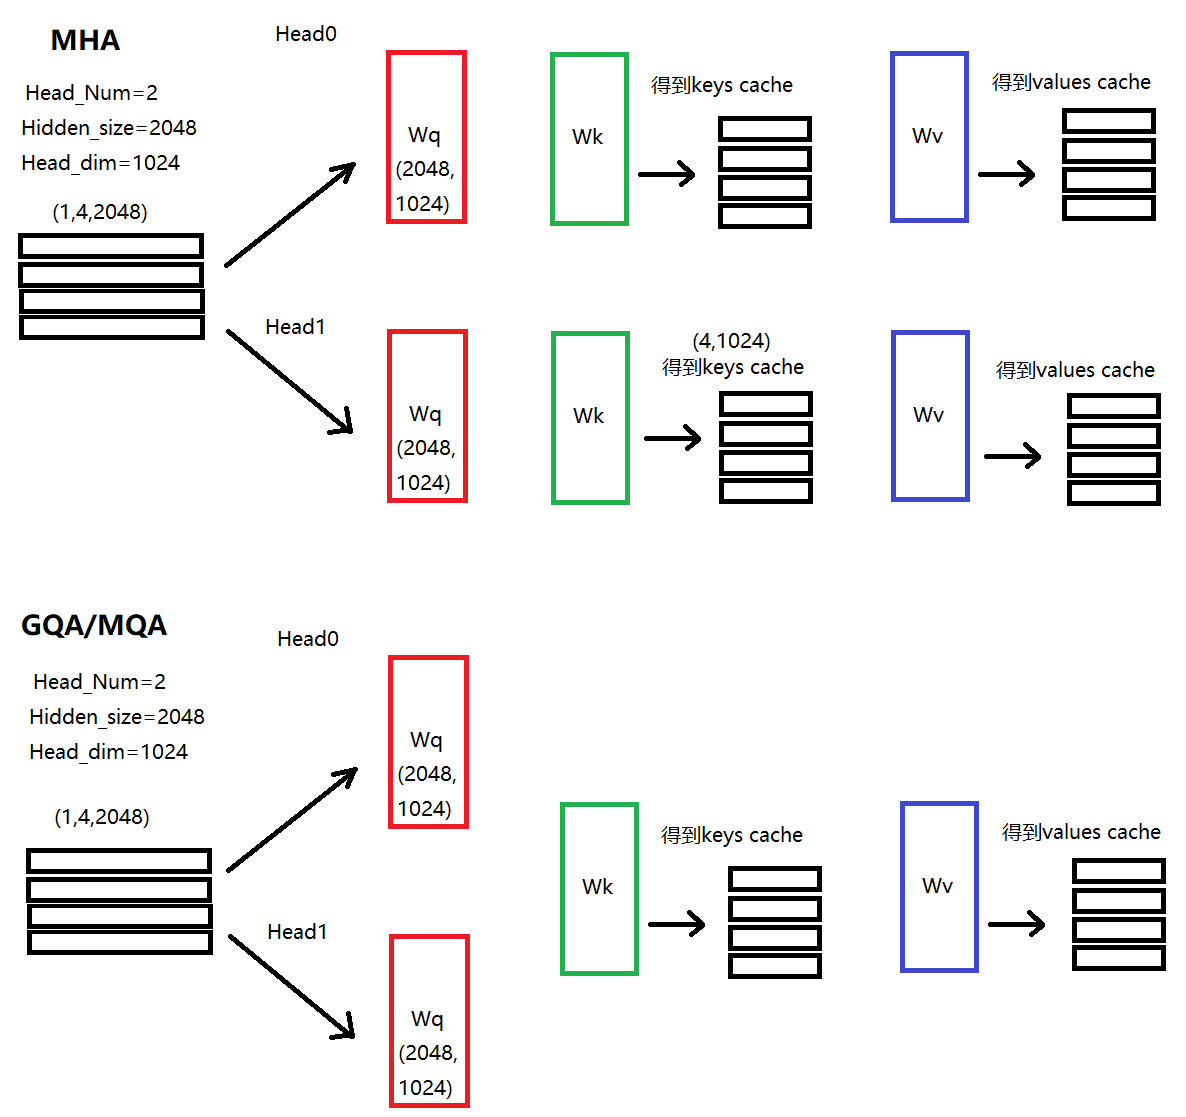 MHA
Head_Num=2
Hidden_size=2048
Head_dim=1024
(1,4,2048)
Head0
Wq
(2048,
1024)
Wk
得到keys cache
Wv
得到values cache
Head1
Wq
(2048,
1024)
Wk
(4,1024)
得到keys cache
Wv
得到values cache
GQA/MQA
Head_Num=2
Hidden_size=2048
Head_dim=1024
(1,4,2048)
Head0
Wq
(2048,
1024)
Head1
Wq
(2048,
1024)
Wk
得到keys cache
Wv
得到values cache